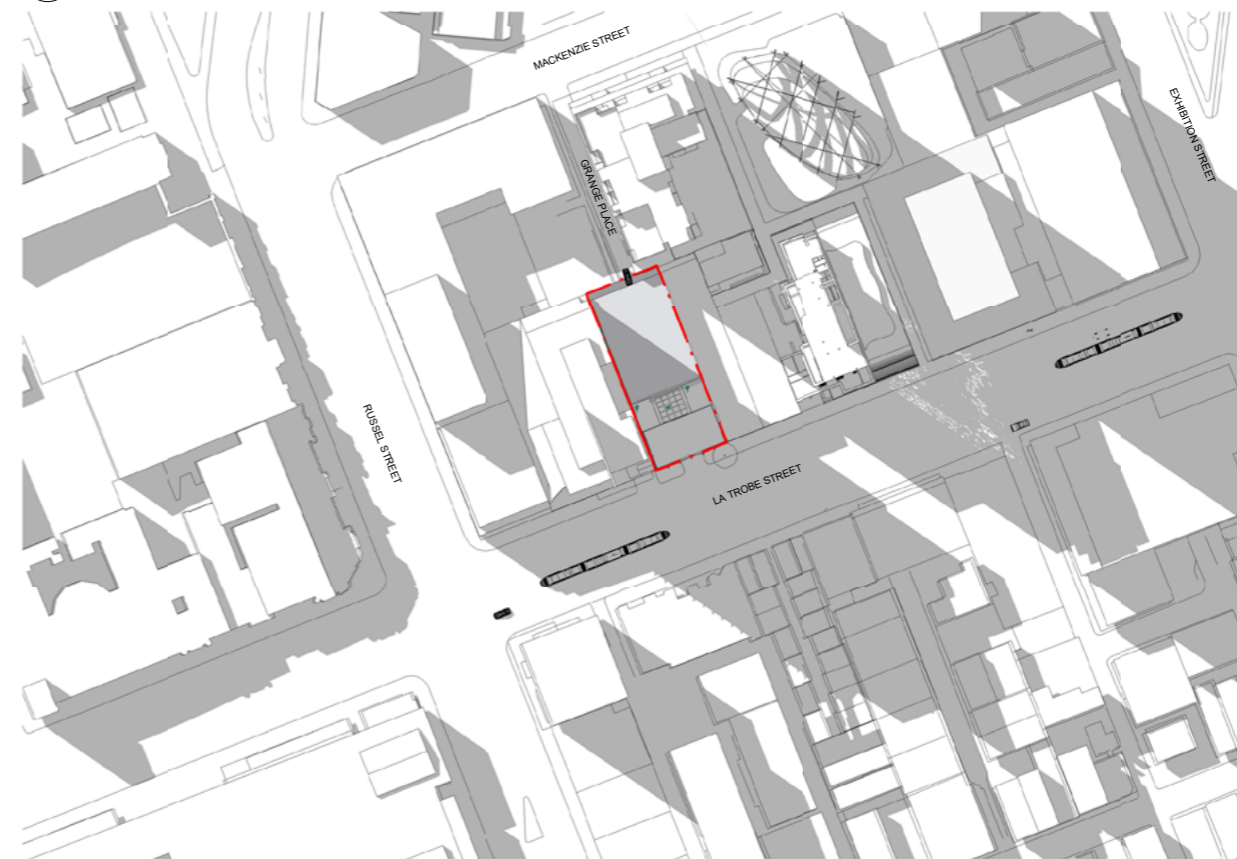 MACKENZIE STREET
EXHIBITION STREET
GRANGE PLACE
RUSSEL STREET
LA TROBE STREET